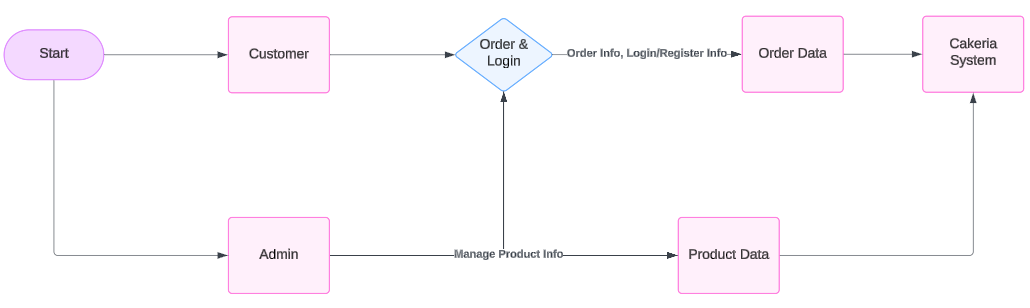 Start
Customer
Order &
Login
Order Info, Login/Register Info
Order Data
Cakeria
System
Admin
Manage Product Info
Product Data